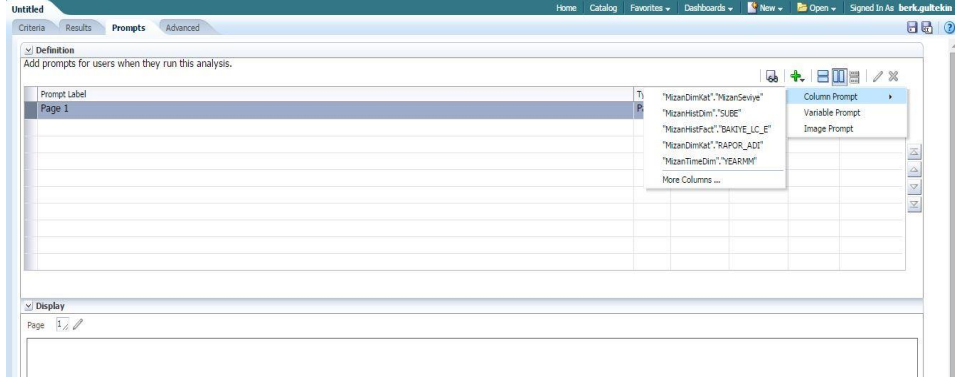 Untitled
Home Catalog Favorites Dashboards New Open Signed In As berk.gultekin
Criteria Results Prompts Advanced
Definition
Add prompts for users when they run this analysis.
Prompt Label
Page 1
"MizanDimKat"."MizanSeviye"
"MizanHistDim"."SUBE"
"MizanHistFact"."BAKIYE_LC_E"
"MizanDimKat"."RAPOR_ADI"
"MizanTimeDim"."YEARMM"
More Columns ...
Column Prompt
Variable Prompt
Image Prompt
Display
Page 1